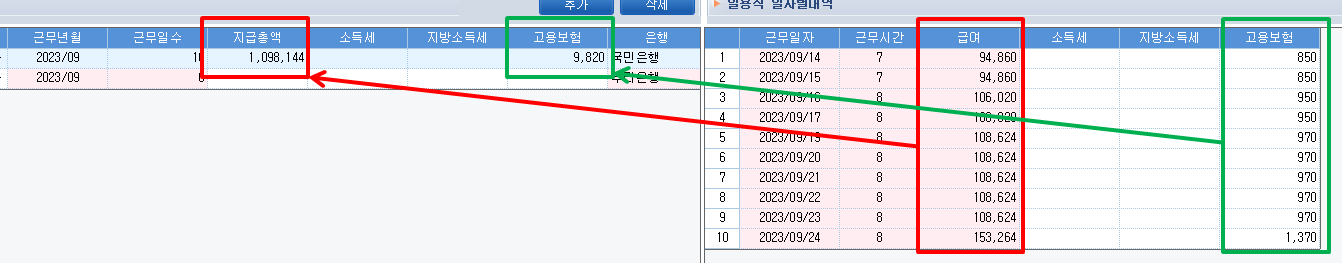 추가 삭제
일용직 일자별내역
근무년월 근무일수 지급총액 소득세 지방소득세 고용보험 은행
2023/09 1,098,144 9,820 국민은행
2023/09 은행
근무일자 근무시간 급여 소득세 지방소득세 고용보험
1 2023/09/14 7 94,860 850
2 2023/09/15 7 94,860 850
3 2023/09/16 8 106,020 950
4 2023/09/17 8 950
5 2023/09/19 8 108,624 970
6 2023/09/20 8 108,624 970
7 2023/09/21 8 108,624 970
8 2023/09/22 8 108,624 970
9 2023/09/23 8 108,624 970
10 2023/09/24 8 153,264 1,370